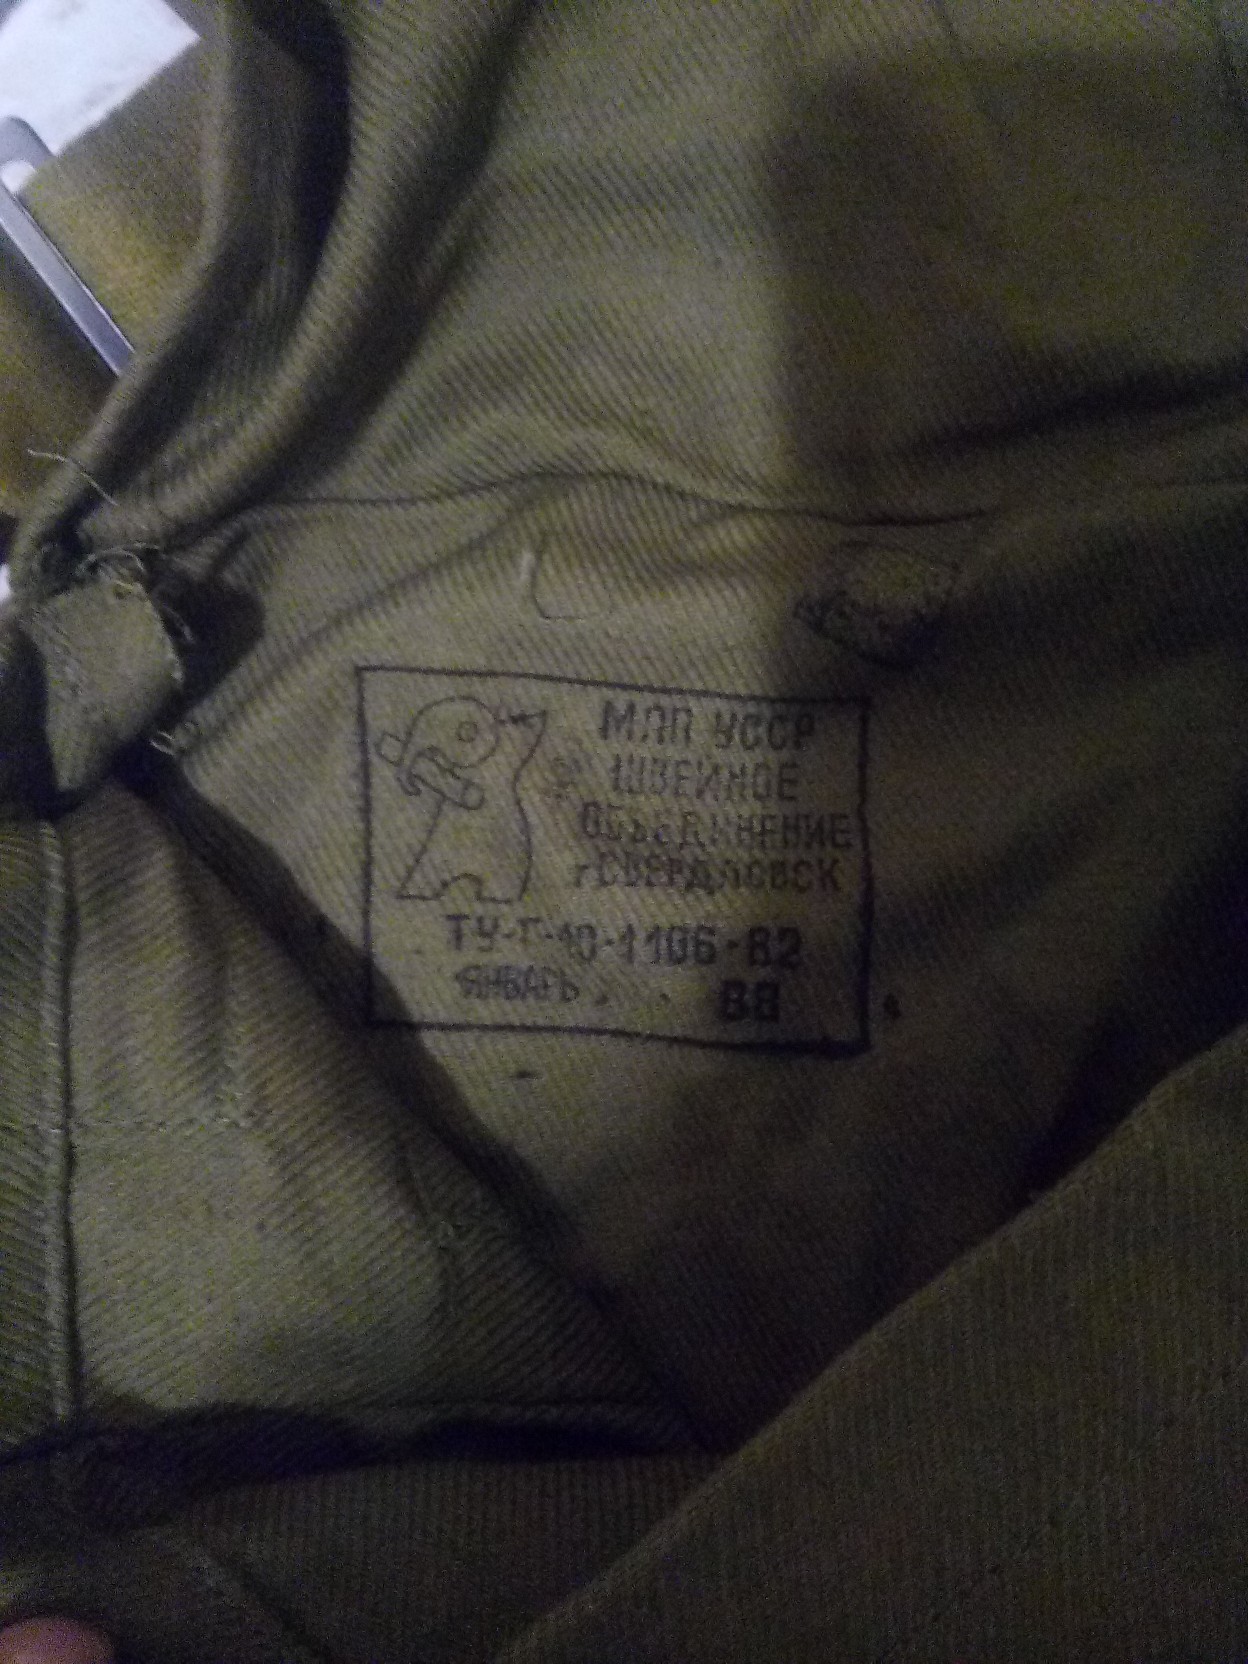 МЛП УССР
ШВЕЙНОЕ
ОБЪЕДИНЕНИЕ
г СВЕРДЛОВСК
ТУ-Г-10-1106-82
ЯНВАРЬ 88